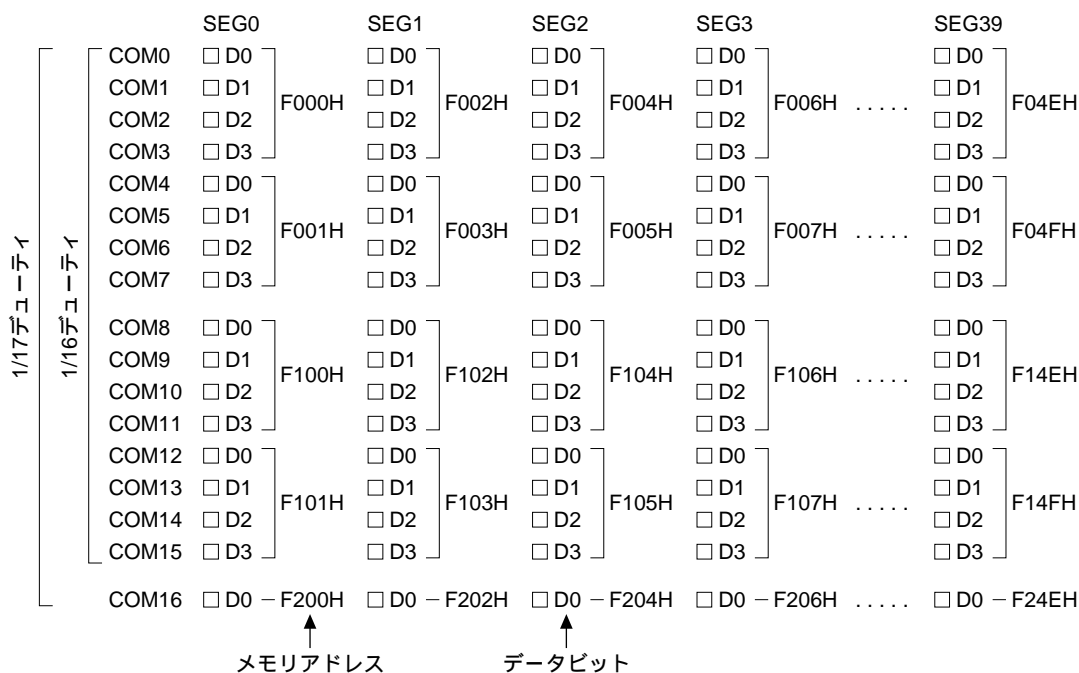 SEG0 SEG1 SEG2 SEG3 SEG39
COM0 □ D0 □ D0 □ D0 □ D0 □ D0
COM1 □ D1 □ D1 □ D1 □ D1 □ D1
F000H F002H F004H F006H ..... F04EH
COM2 □ D2 □ D2 □ D2 □ D2 □ D2
COM3 □ D3 □ D3 □ D3 □ D3 □ D3
COM4 □ D0 □ D0 □ D0 □ D0 □ D0
COM5 □ D1 □ D1 □ D1 □ D1 □ D1
F001H F003H F005H F007H ..... F04FH
COM6 □ D2 □ D2 □ D2 □ D2 □ D2
COM7 □ D3 □ D3 □ D3 □ D3 □ D3
1/17デューティ
1/16デューティ
COM8 □ D0 □ D0 □ D0 □ D0 □ D0
COM9 □ D1 □ D1 □ D1 □ D1 □ D1
F100H F102H F104H F106H ..... F14EH
COM10 □ D2 □ D2 □ D2 □ D2 □ D2
COM11 □ D3 □ D3 □ D3 □ D3 □ D3
COM12 □ D0 □ D0 □ D0 □ D0 □ D0
COM13 □ D1 □ D1 □ D1 □ D1 □ D1
F101H F103H F105H F107H ..... F14FH
COM14 □ D2 □ D2 □ D2 □ D2 □ D2
COM15 □ D3 □ D3 □ D3 □ D3 □ D3
COM16 □ D0 – F200H □ D0 – F202H □ D0 – F204H □ D0 – F206H ..... □ D0 – F24EH
メモリアドレス データビット